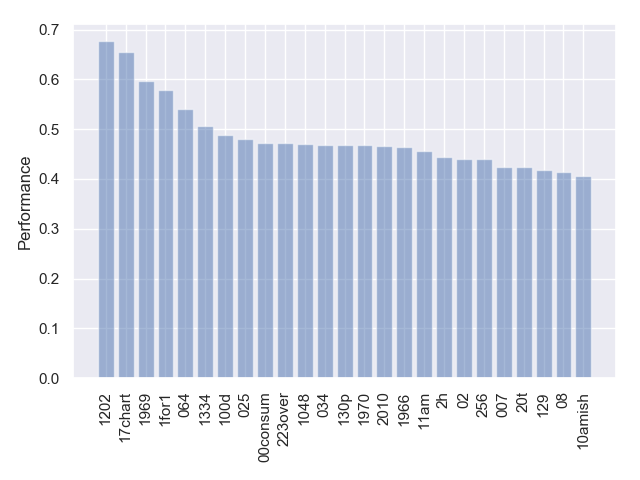 0.7
0.6
0.5
0.4
0.3
0.2
0.1
0.0
Performance
1202
17chart
1969
1for1
064
1334
100d
025
00consum
223over
1048
034
130p
1970
2010
1966
11am
2h
02
256
007
20t
129
08
10amish